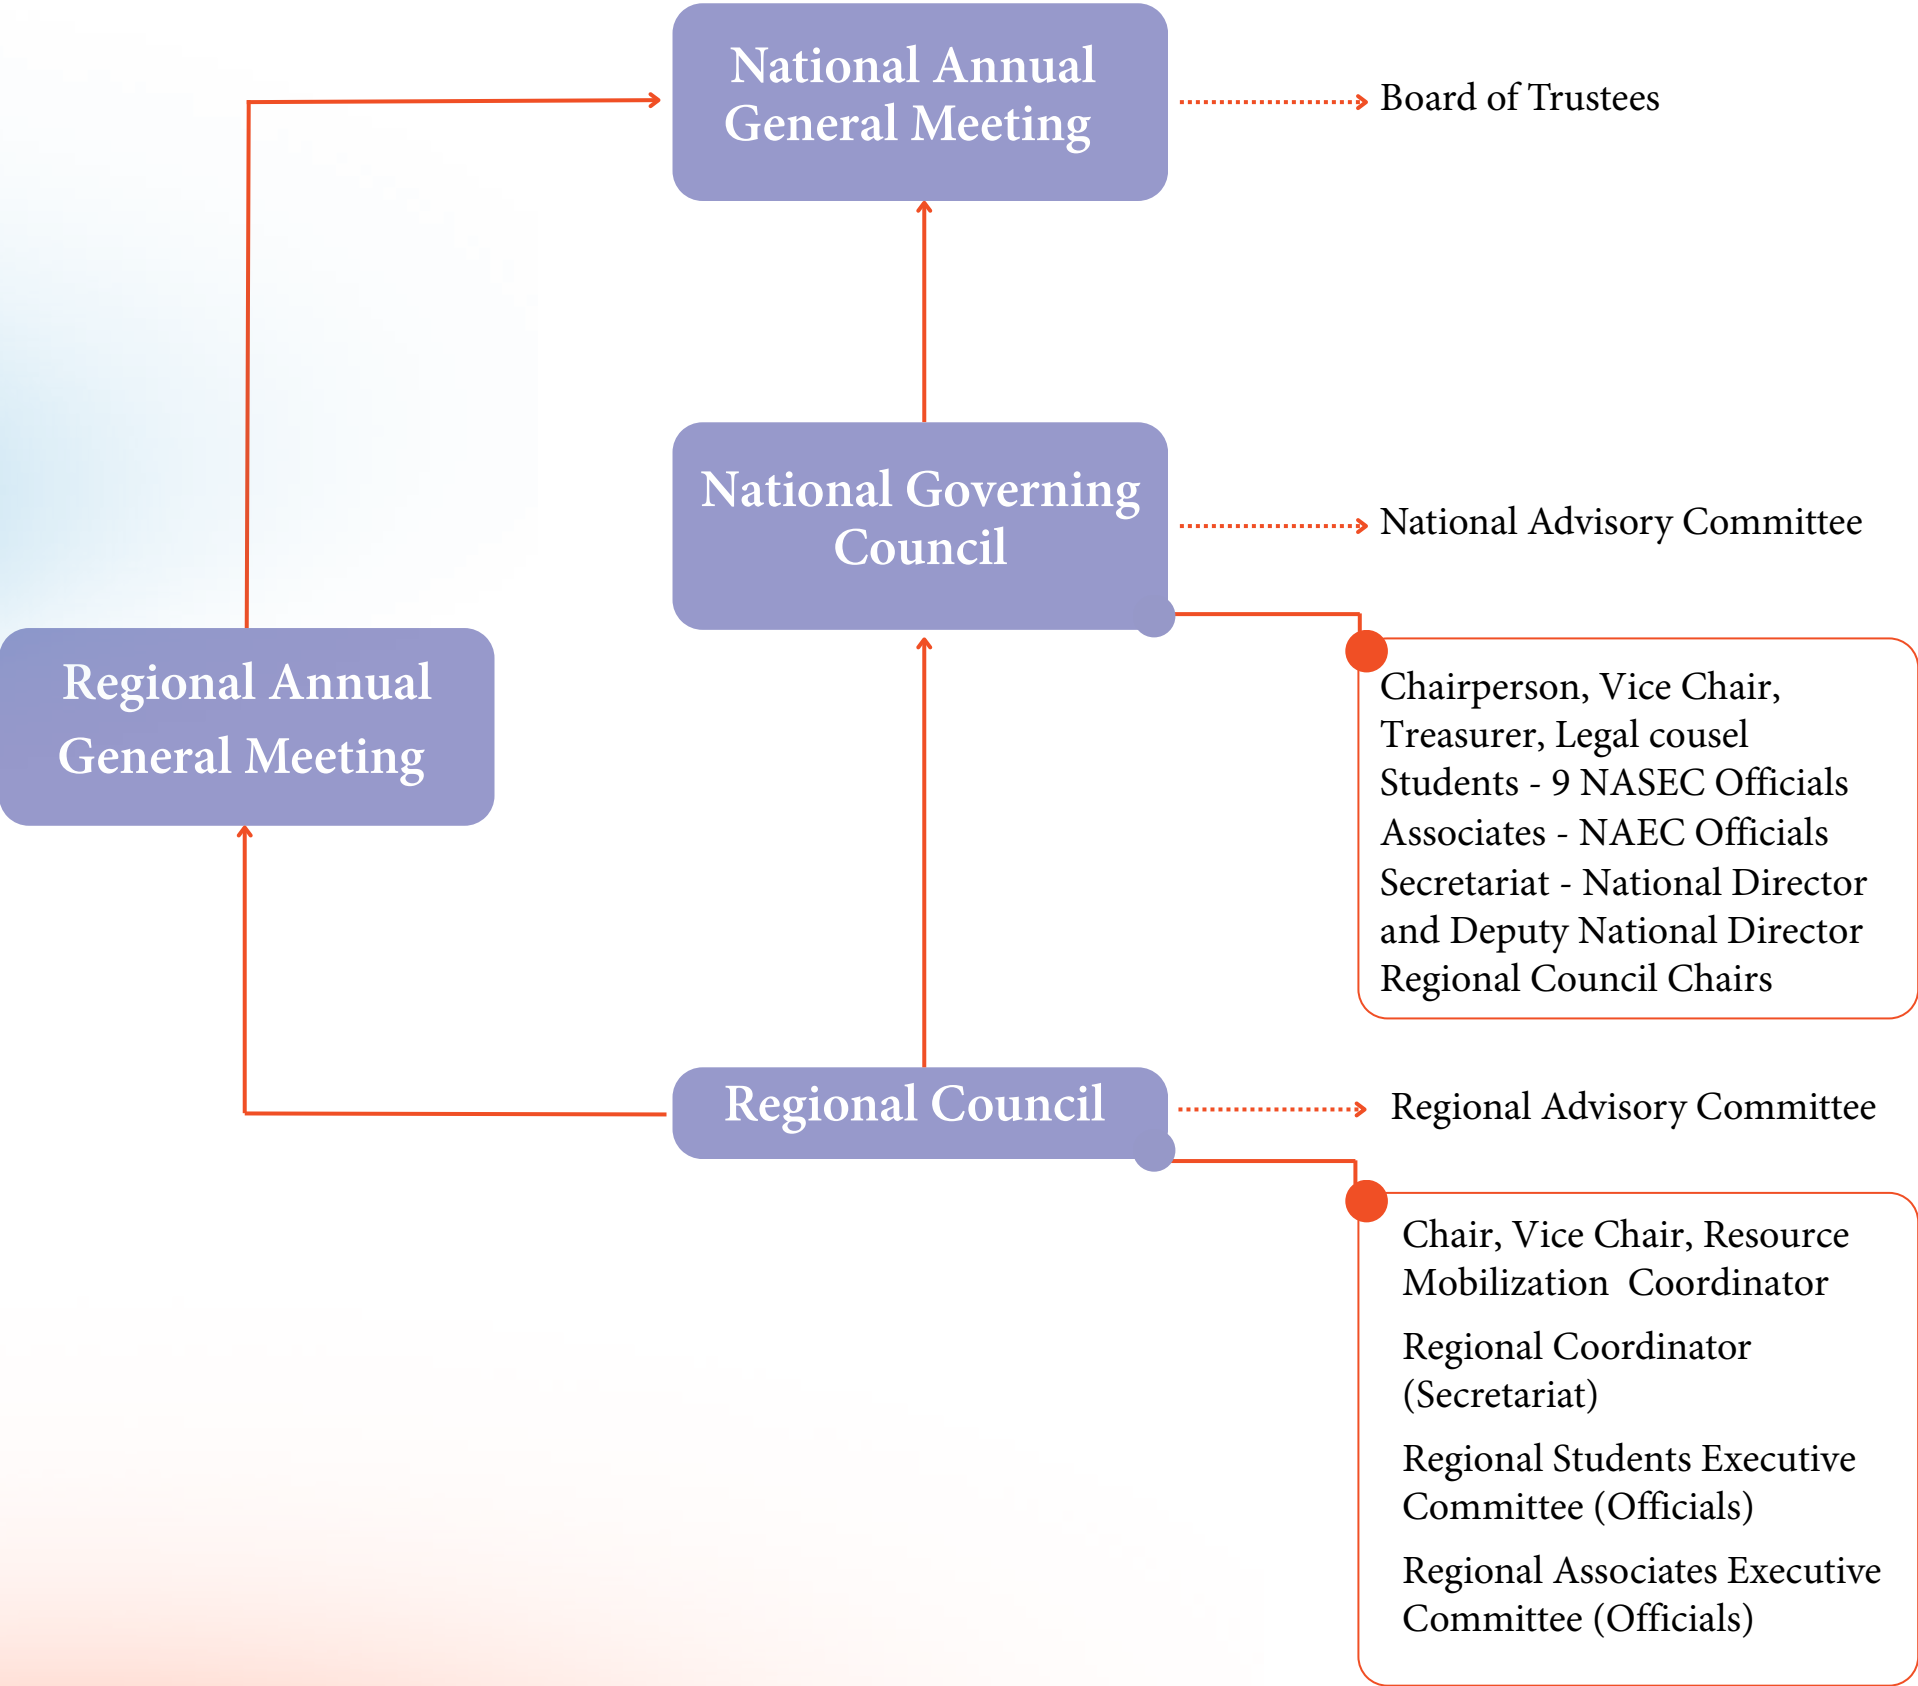 National Annual
General Meeting
Board of Trustees
National Governing
Council
National Advisory Committee
Regional Annual
General Meeting
Chairperson, Vice Chair,
Treasurer, Legal cousel
Students - 9 NASEC Officials
Associates - NAEC Officials
Secretariat - National Director
and Deputy National Director
Regional Council Chairs
Regional Council
Regional Advisory Committee
Chair, Vice Chair, Resource
Mobilization  Coordinator
Regional Coordinator
(Secretariat)
Regional Students Executive
Committee (Officials)
Regional Associates Executive
Committee (Officials)